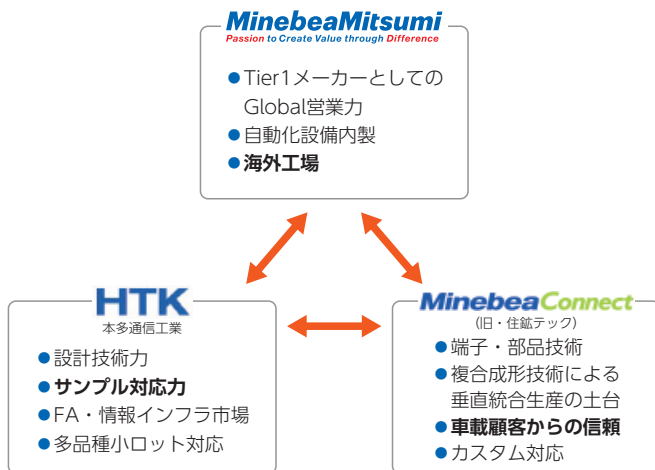 MinebeaMitsumi
Passion to Create Value through Difference
●Tier1メーカーとしての
Global営業力
●自動化設備内製
●海外工場
HTK
本多通信工業
●設計技術力
●サンプル対応力
●FA・情報インフラ市場
●多品種小ロット対応
MinebeaConnect
(旧・住鉱テック)
●端子・部品技術
●複合成形技術による
垂直統合生産の土台
●車載顧客からの信頼
●カスタム対応